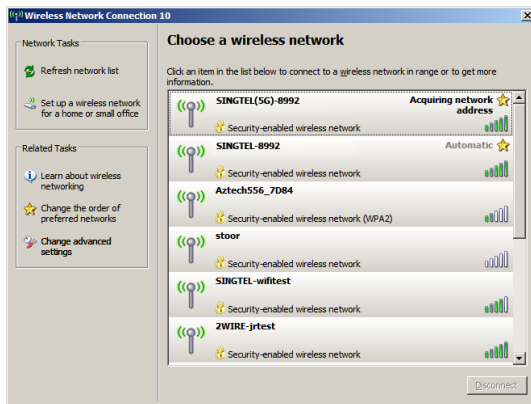 Wireless Network Connection 10
Network Tasks
Refresh network list
Set up a wireless network
for a home or small office
Related Tasks
Learn about wireless
networking
Change the order of
preferred networks
Change advanced
settings
Choose a wireless network
Click an item in the list below to connect to a wireless network in range or to get more
information.
SINGTEL(5G)-8992
Acquiring network
address
Security-enabled wireless network
SINGTEL-8992
Automatic
Security-enabled wireless network
Aztech556_7D84
Security-enabled wireless network (WPA2)
stoor
Security-enabled wireless network
SINGTEL-wifitest
Security-enabled wireless network
2WIRE-jrtest
Security-enabled wireless network
Disconnect